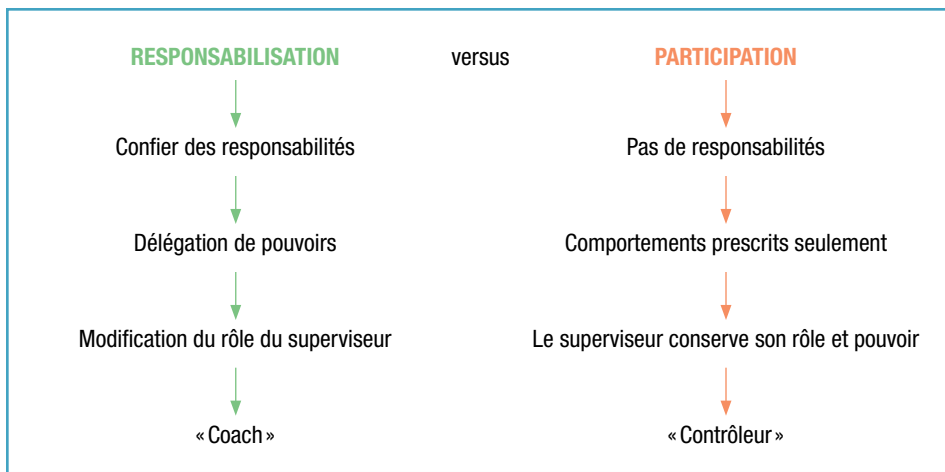 RESPONSABILISATION versus PARTICIPATION
Confier des responsabilités Pas de responsabilités
Délégation de pouvoirs Comportements prescrits seulement
Modification du rôle du superviseur Le superviseur conserve son rôle et pouvoir
« Coach » « Contrôleur »